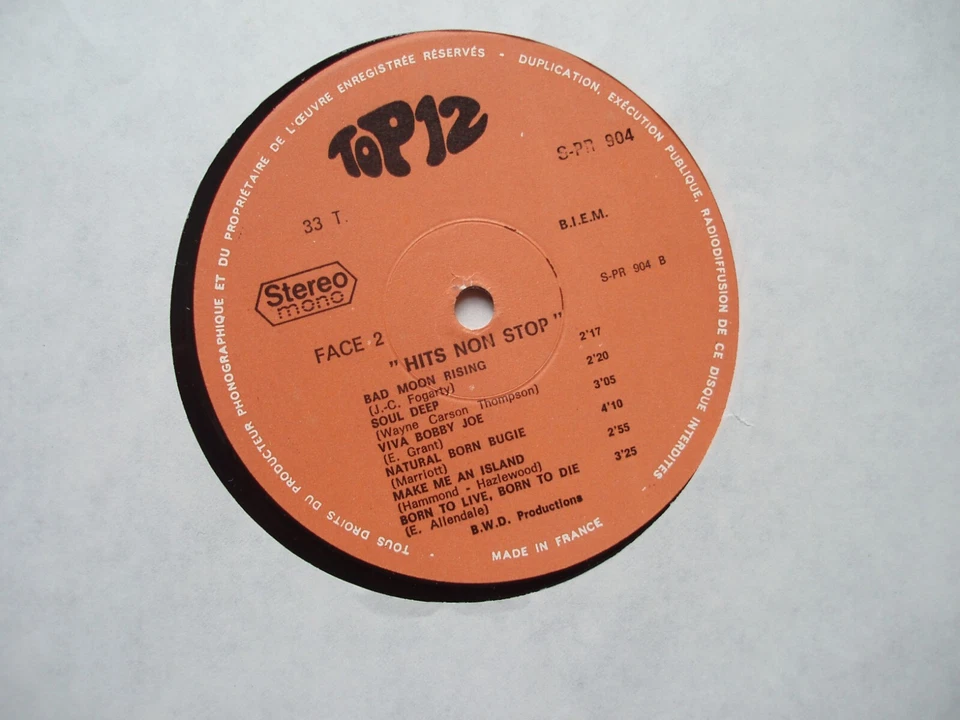 TOUS DROITS DU PRODUCTEUR PHONOGRAPHIQUE ET DU PROPRIÉTAIRE DE L'ŒUVRE ENREGISTRÉE RÉSERVÉS - DUPLICATION, EXÉCUTION PUBLIQUE, RADIODIFFUSION DE CE DISQUE INTERDITES
TOP 12
S-PR 904
33 T.
B.I.E.M.
Stereo
mono
S-PR 904 B
FACE 2
" HITS NON STOP "
BAD MOON RISING 2'17
(J.-C. Fogarty)
SOUL DEEP 2'20
(Wayne Carson Thompson)
VIVA BOBBY JOE 3'05
(E. Grant)
NATURAL BORN BUGIE 4'10
(Marriott)
MAKE ME AN ISLAND 2'55
(Hammond - Hazlewood)
BORN TO LIVE, BORN TO DIE 3'25
(E. Allendale)
B.W.D. Productions
MADE IN FRANCE